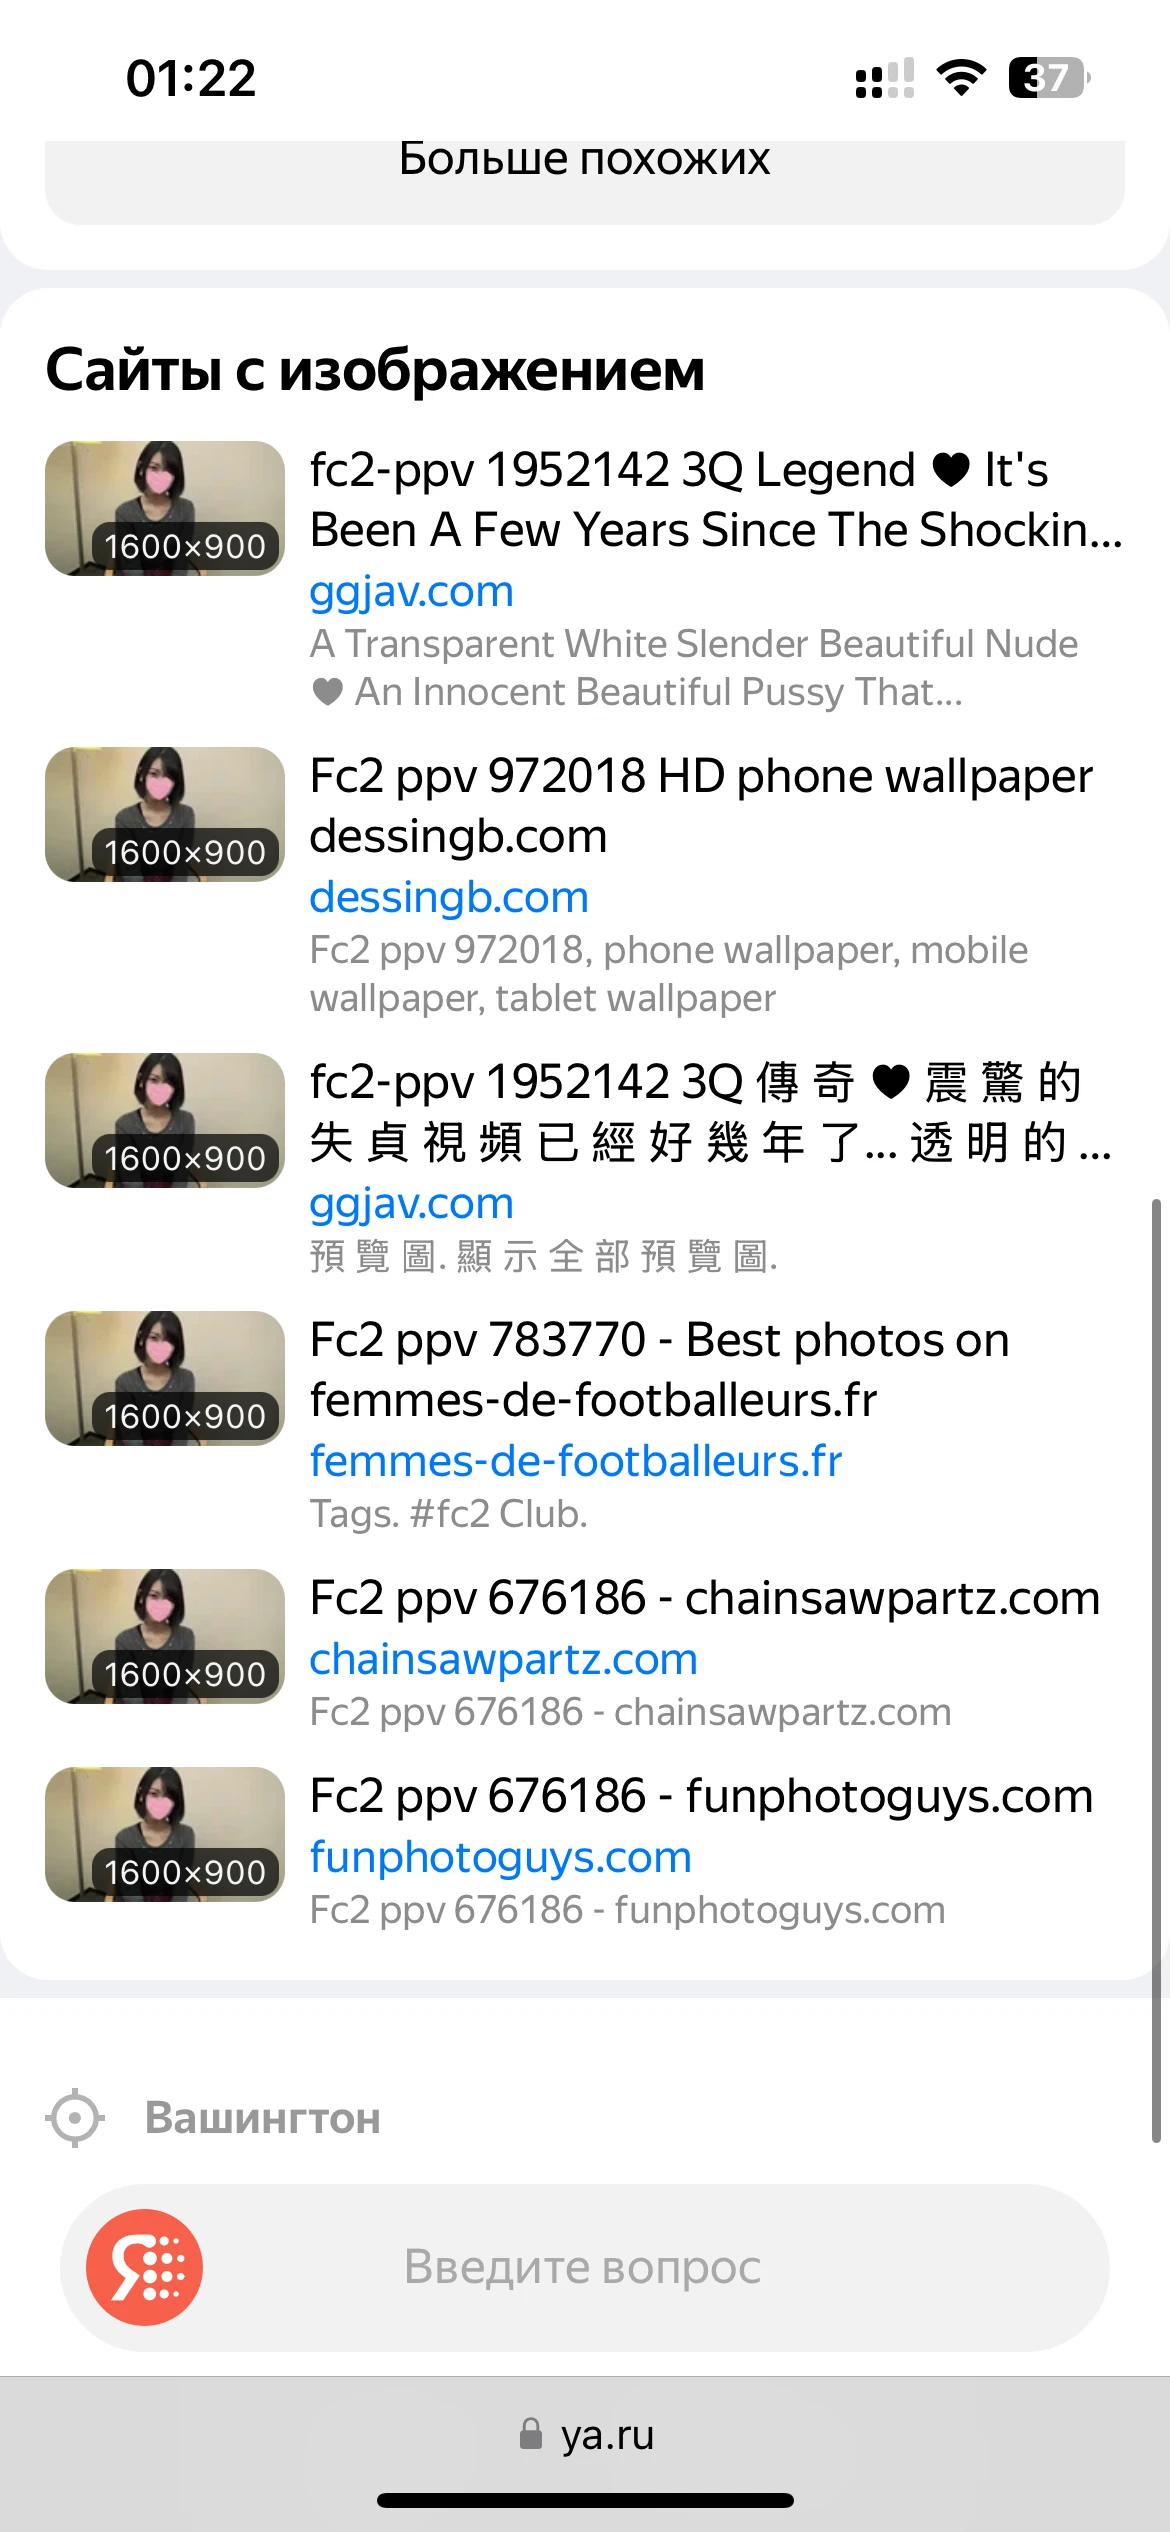 01:22
37
Больше похожих
Сайты с изображением
1600×900
fc2-ppv 1952142 3Q Legend ♥ It's
Been A Few Years Since The Shockin...
ggjav.com
A Transparent White Slender Beautiful Nude
♥ An Innocent Beautiful Pussy That...
1600×900
Fc2 ppv 972018 HD phone wallpaper
dessingb.com
dessingb.com
Fc2 ppv 972018, phone wallpaper, mobile
wallpaper, tablet wallpaper
1600×900
fc2-ppv 1952142 3Q 傳 奇 ♥ 震 驚 的
失 貞 視 頻 已 經 好 幾 年 了... 透 明 的 ...
ggjav.com
預 覽 圖. 顯 示 全 部 預 覽 圖.
1600×900
Fc2 ppv 783770 - Best photos on
femmes-de-footballeurs.fr
femmes-de-footballeurs.fr
Tags. #fc2 Club.
1600×900
Fc2 ppv 676186 - chainsawpartz.com
chainsawpartz.com
Fc2 ppv 676186 - chainsawpartz.com
1600×900
Fc2 ppv 676186 - funphotoguys.com
funphotoguys.com
Fc2 ppv 676186 - funphotoguys.com
Вашингтон
Я
Введите вопрос
ya.ru